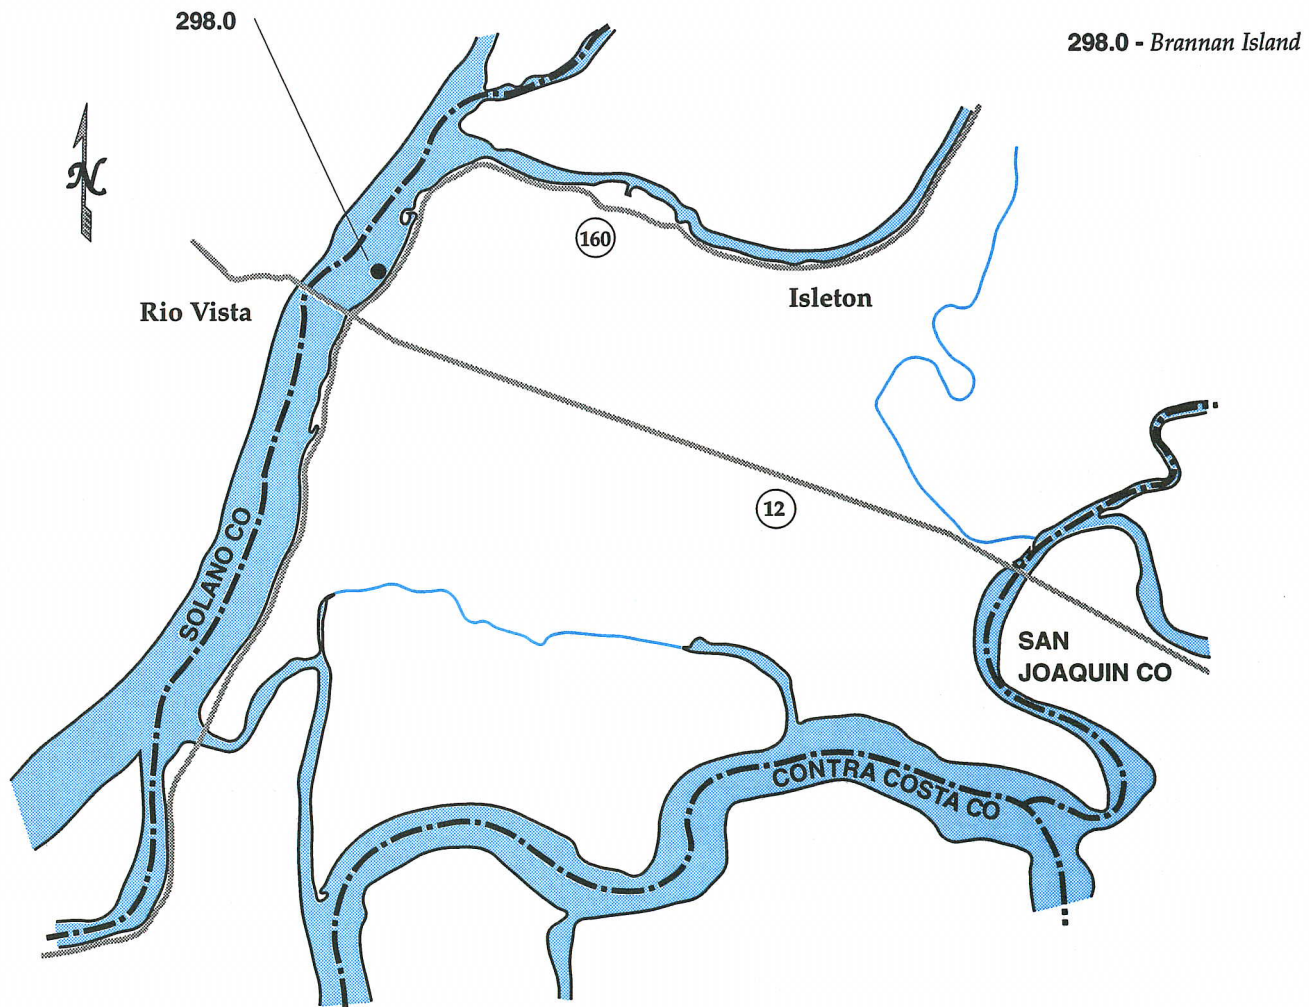 298.0
298.0 - Brannan Island
N
160
Rio Vista
Isleton
12
SOLANO CO
SAN
JOAQUIN CO
CONTRA COSTA CO